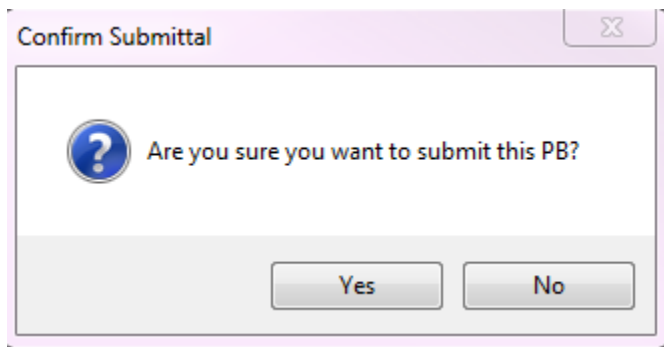 Confirm Submittal
Are you sure you want to submit this PB?
Yes
No